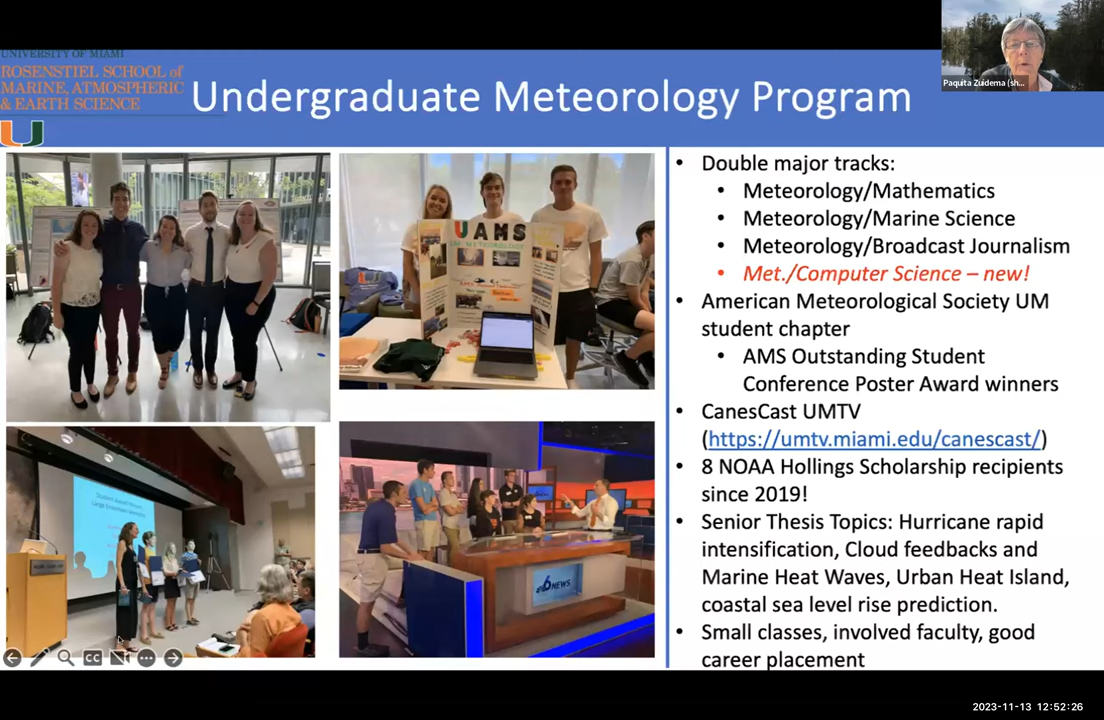 UNIVERSITY OF MIAMI
ROSENSTIEL SCHOOL of
MARINE, ATMOSPHERIC
& EARTH SCIENCE
Undergraduate Meteorology Program
Paquita Zuidema (sh...
• Double major tracks:
• Meteorology/Mathematics
• Meteorology/Marine Science
• Meteorology/Broadcast Journalism
• Met./Computer Science – new!
• American Meteorological Society UM
student chapter
• AMS Outstanding Student
Conference Poster Award winners
• CanesCast UMTV
(https://umtv.miami.edu/canescast/)
• 8 NOAA Hollings Scholarship recipients
since 2019!
• Senior Thesis Topics: Hurricane rapid
intensification, Cloud feedbacks and
Marine Heat Waves, Urban Heat Island,
coastal sea level rise prediction.
• Small classes, involved faculty, good
career placement
UAMS
UM METEOROLOGY
6 NEWS
CC
2023-11-13 12:52:26